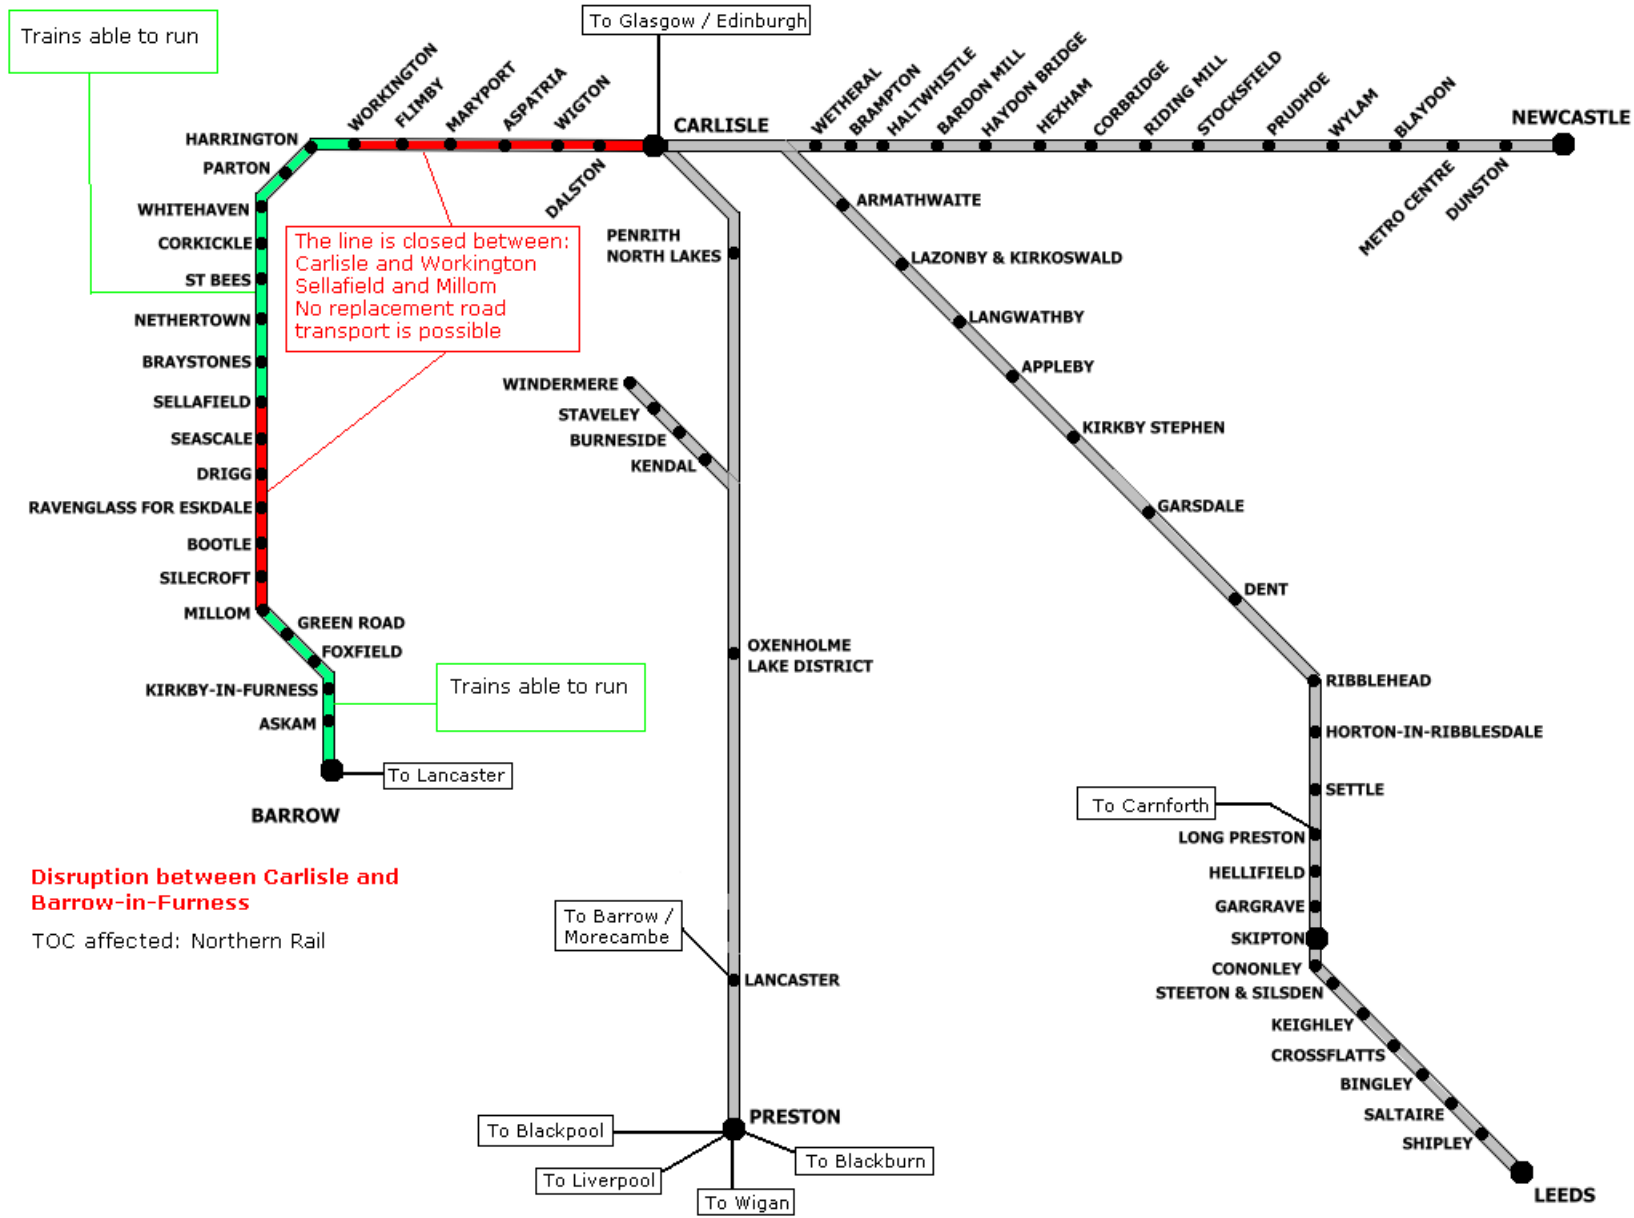 Trains able to run
To Glasgow / Edinburgh
WORKINGTON
FLIMBY
MARYPORT
ASPATRIA
WIGTON
DALSTON
CARLISLE
WETHERAL
BRAMPTON
HALTWHISTLE
BARDON MILL
HAYDON BRIDGE
HEXHAM
CORBRIDGE
RIDING MILL
STOCKSFIELD
PRUDHOE
WYLAM
BLAYDON
METRO CENTRE
DUNSTON
NEWCASTLE
HARRINGTON
PARTON
WHITEHAVEN
CORKICKLE
ST BEES
NETHERTOWN
BRAYSTONES
SELLAFIELD
SEASCALE
DRIGG
RAVENGLASS FOR ESKDALE
BOOTLE
SILECROFT
MILLOM
GREEN ROAD
FOXFIELD
KIRKBY-IN-FURNESS
ASKAM
BARROW
To Lancaster
Trains able to run
The line is closed between:
Carlisle and Workington
Sellafield and Millom
No replacement road
transport is possible
PENRITH
NORTH LAKES
WINDERMERE
STAVELEY
BURNESIDE
KENDAL
OXENHOLME
LAKE DISTRICT
To Barrow /
Morecambe
LANCASTER
PRESTON
To Blackpool
To Liverpool
To Wigan
To Blackburn
ARMATHWAITE
LAZONBY & KIRKOSWALD
LANGWATHBY
APPLEBY
KIRKBY STEPHEN
GARSDALE
DENT
RIBBLEHEAD
HORTON-IN-RIBBLESDALE
SETTLE
To Carnforth
LONG PRESTON
HELLIFIELD
GARGRAVE
SKIPTON
CONONLEY
STEETON & SILSDEN
KEIGHLEY
CROSSFLATTS
BINGLEY
SALTAIRE
SHIPLEY
LEEDS
Disruption between Carlisle and
Barrow-in-Furness
TOC affected: Northern Rail